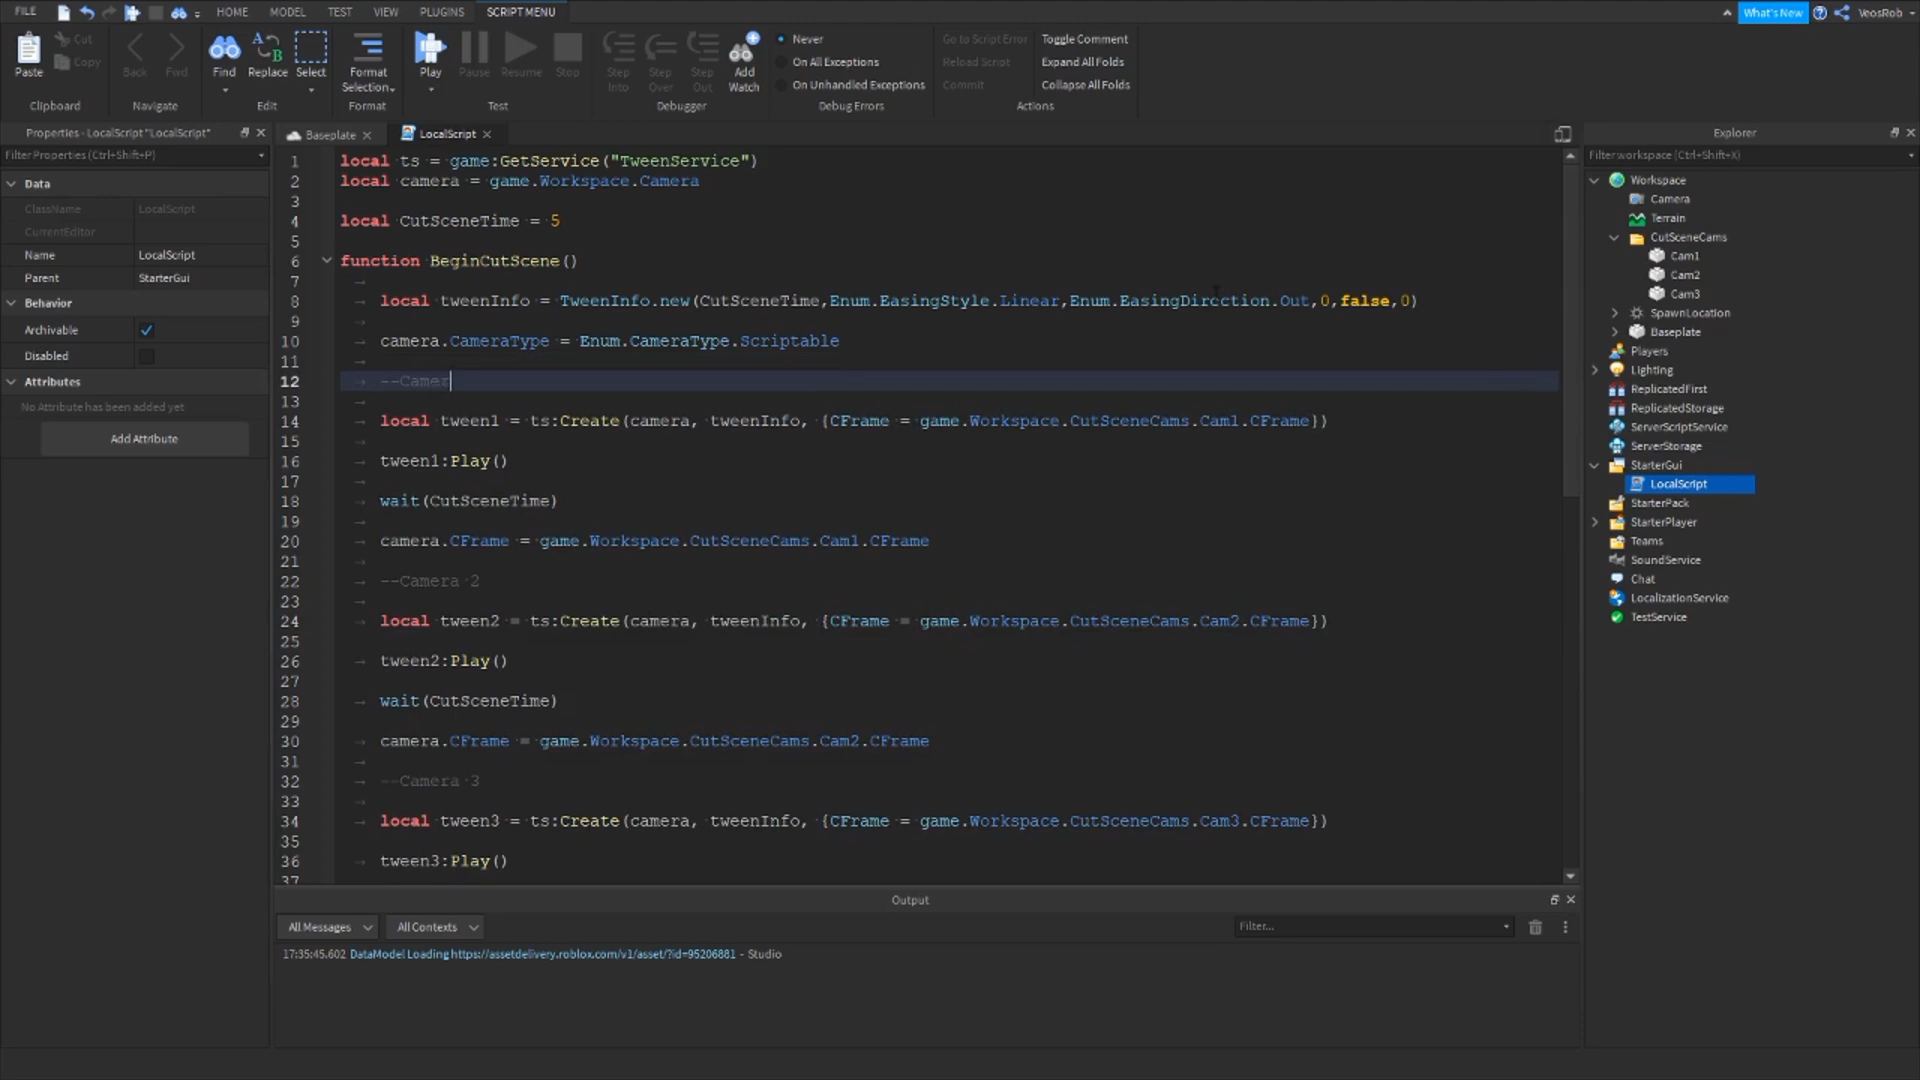 FILE HOME MODEL TEST VIEW PLUGINS SCRIPT MENU What's New VeosRob
Paste Cut Copy
Back Fwd
Find Replace Select
Format Selection
Play Pause Resume Stop
Step Into Step Over Step Out Add Watch
Never
On All Exceptions
On Unhandled Exceptions
Go to Script Error
Reload Script
Commit
Toggle Comment
Expand All Folds
Collapse All Folds
Clipboard Navigate Edit Format Test Debugger Debug Errors Actions
Properties - LocalScript "LocalScript"
Filter Properties (Ctrl+Shift+P)
Data
ClassName LocalScript
CurrentEditor
Name LocalScript
Parent StarterGui
Behavior
Archivable
Disabled
Attributes
No Attribute has been added yet
Add Attribute
Baseplate LocalScript
1 local ts = game:GetService("TweenService")
2 local camera = game.Workspace.Camera
3
4 local CutSceneTime = 5
5
6 function BeginCutScene()
7
8 local tweenInfo = TweenInfo.new(CutSceneTime,Enum.EasingStyle.Linear,Enum.EasingDirection.Out,0,false,0)
9
10 camera.CameraType = Enum.CameraType.Scriptable
11
12 --Camer
13
14 local tween1 = ts:Create(camera, tweenInfo, {CFrame = game.Workspace.CutSceneCams.Cam1.CFrame})
15
16 tween1:Play()
17
18 wait(CutSceneTime)
19
20 camera.CFrame = game.Workspace.CutSceneCams.Cam1.CFrame
21
22 --Camera 2
23
24 local tween2 = ts:Create(camera, tweenInfo, {CFrame = game.Workspace.CutSceneCams.Cam2.CFrame})
25
26 tween2:Play()
27
28 wait(CutSceneTime)
29
30 camera.CFrame = game.Workspace.CutSceneCams.Cam2.CFrame
31
32 --Camera 3
33
34 local tween3 = ts:Create(camera, tweenInfo, {CFrame = game.Workspace.CutSceneCams.Cam3.CFrame})
35
36 tween3:Play()
37
Output
All Messages All Contexts Filter...
17:35:45.602 DataModel Loading https://assetdelivery.roblox.com/v1/asset/?id=95206881 - Studio
Explorer
Filter workspace (Ctrl+Shift+X)
Workspace
Camera
Terrain
CutSceneCams
Cam1
Cam2
Cam3
SpawnLocation
Baseplate
Players
Lighting
ReplicatedFirst
ReplicatedStorage
ServerScriptService
ServerStorage
StarterGui
LocalScript
StarterPack
StarterPlayer
Teams
SoundService
Chat
LocalizationService
TestService